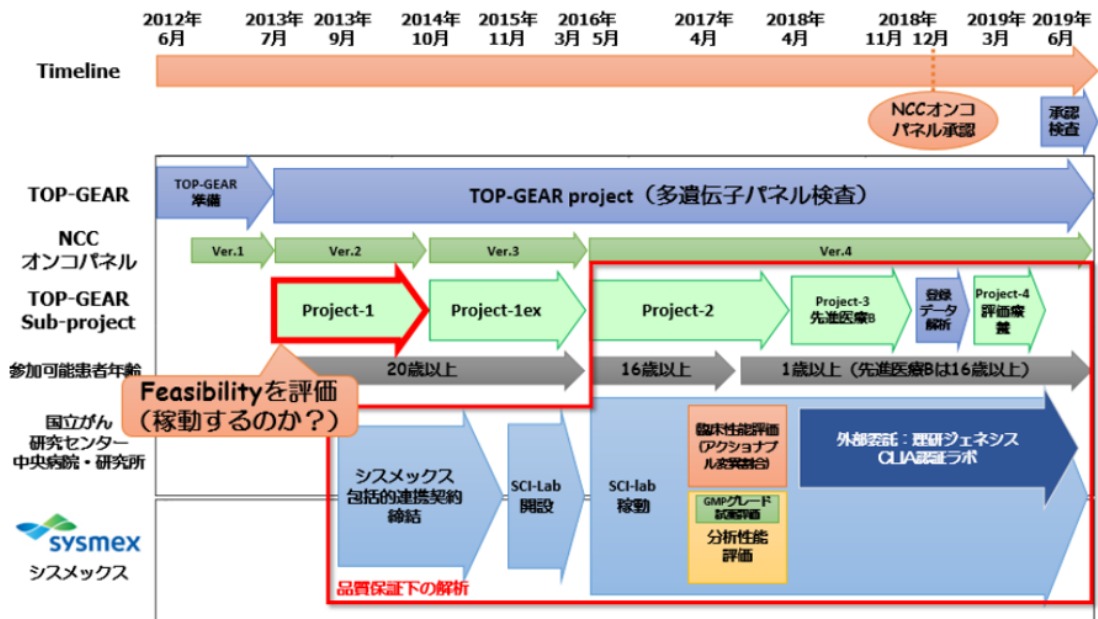 2012年
6月
2013年
7月
2013年
9月
2014年
10月
2015年
11月
2016年
3月
5月
2017年
4月
2018年
4月
2018年
11月
12月
2019年
3月
2019年
6月
Timeline
NCCオンコ
パネル承認
承認
検査
TOP-GEAR
TOP-GEAR
準備
TOP-GEAR project（多遺伝子パネル検査）
NCC
オンコパネル
Ver.1
Ver.2
Ver.3
Ver.4
TOP-GEAR
Sub-project
Project-1
Project-1ex
Project-2
Project-3
先進医療B
登録
データ
解析
Project-4
評価療
養
参加可能患者年齢
20歳以上
16歳以上
1歳以上（先進医療Bは16歳以上）
Feasibilityを評価
（稼動するのか？）
国立がん
研究センター
中央病院・研究所
シスメックス
包括的連携契約
締結
SCI-Lab
開設
SCI-lab
稼動
臨床性能評価
(アクショナブ
ル変異割合)
外部委託：理研ジェネシス
CLIA認証ラボ
GMPグレード
試薬評価
分析性能
評価
sysmex
シスメックス
品質保証下の解析